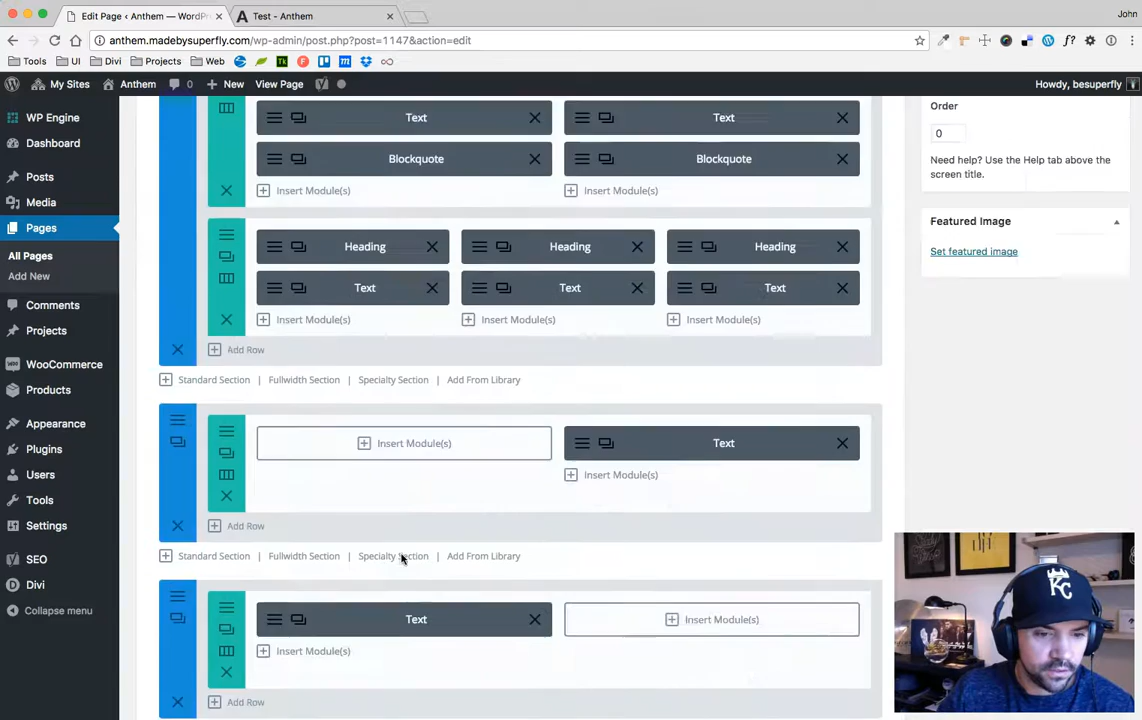 Edit Page ‹ Anthem — WordPr
Test - Anthem
John
anthem.madebysuperfly.com/wp-admin/post.php?post=1147&action=edit
Tools UI Divi Projects Web
My Sites Anthem 0 New View Page Howdy, besuperfly
WP Engine
Dashboard
Posts
Media
Pages
All Pages
Add New
Comments
Projects
WooCommerce
Products
Appearance
Plugins
Users
Tools
Settings
SEO
Divi
Collapse menu
Text Text
Blockquote Blockquote
Insert Module(s) Insert Module(s)
Heading Heading Heading
Text Text Text
Insert Module(s) Insert Module(s) Insert Module(s)
Add Row
Standard Section | Fullwidth Section | Specialty Section | Add From Library
Insert Module(s) Text
Insert Module(s)
Add Row
Standard Section | Fullwidth Section | Specialty Section | Add From Library
Text Insert Module(s)
Insert Module(s)
Add Row
Order
0
Need help? Use the Help tab above the
screen title.
Featured Image
Set featured image
KC